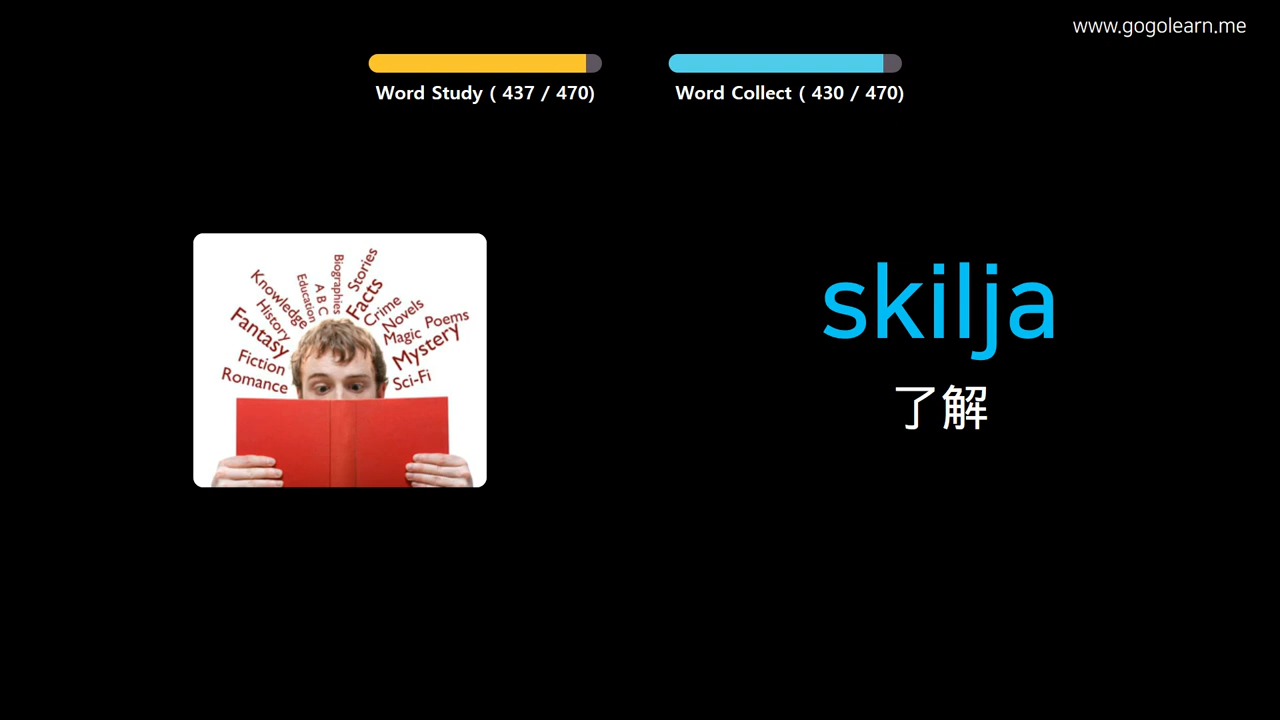 www.gogolearn.me
Word Study ( 437 / 470)
Word Collect ( 430 / 470)
Knowledge
History
Fantasy
Fiction
Romance
Education
A B C
Biographies
Stories
Facts
Crime
Novels
Magic
Poems
Mystery
Sci-Fi
skilja
了解